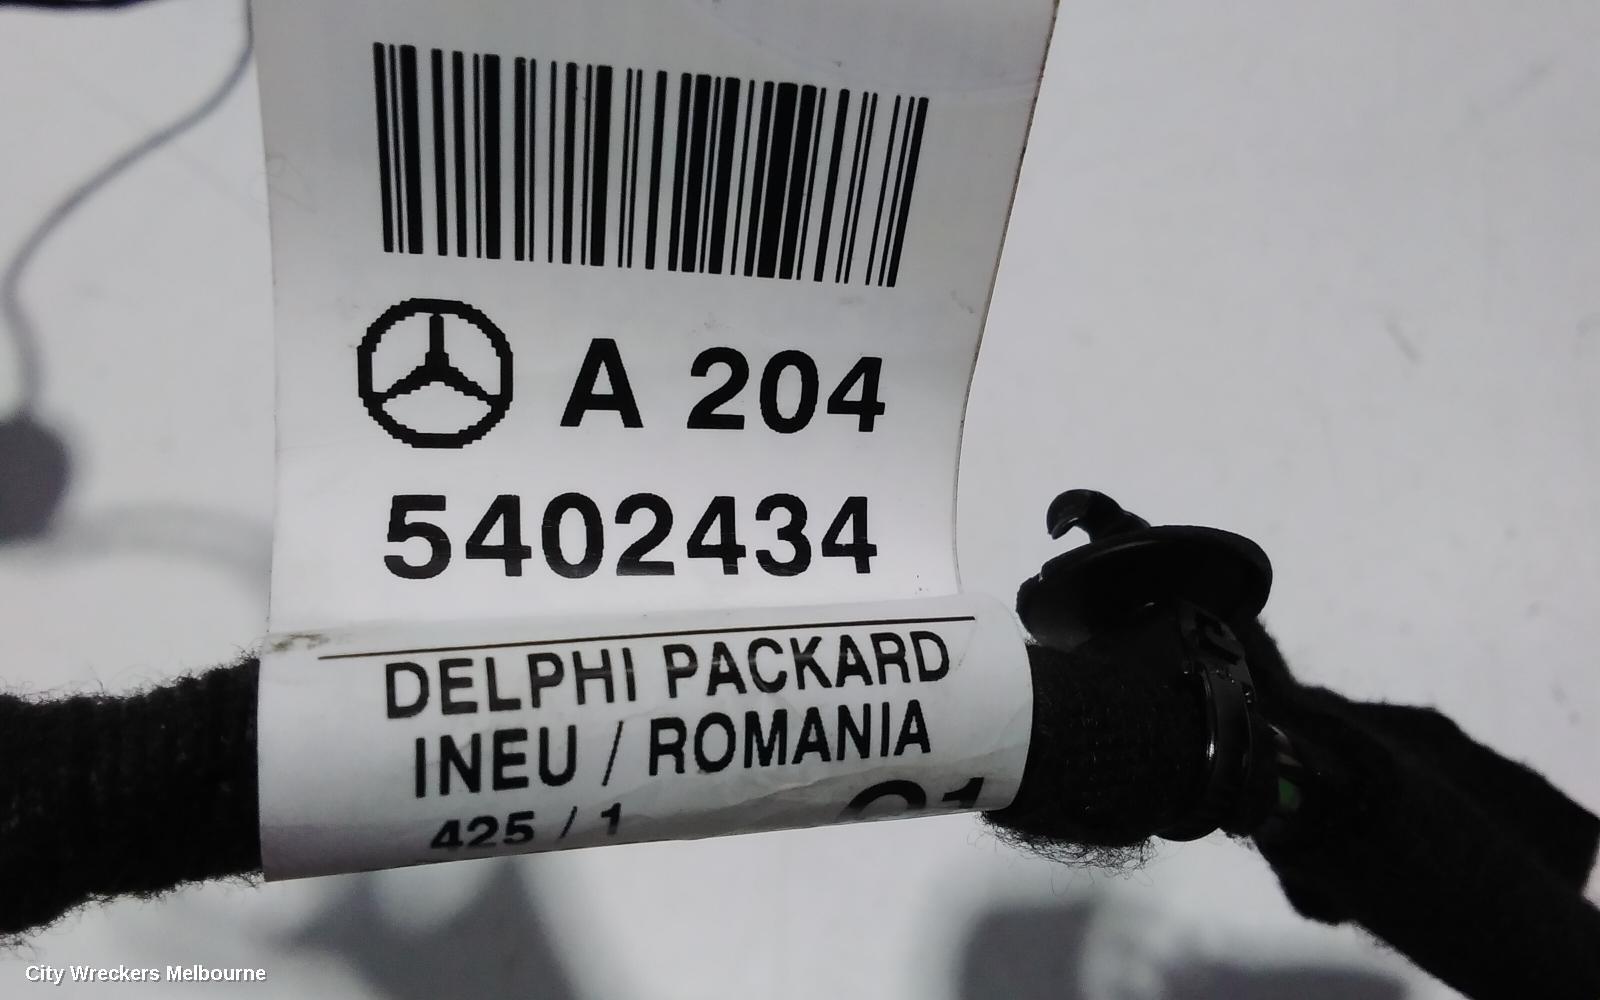 A 204
5402434
DELPHI PACKARD
INEU / ROMANIA
425 / 1
City Wreckers Melbourne